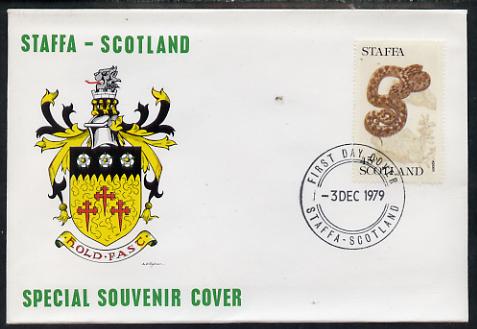 STAFFA - SCOTLAND
STAFFA
SCOTLAND
FIRST DAY COVER
-3 DEC 1979
STAFFA-SCOTLAND
HOLD·FAST
SPECIAL SOUVENIR COVER